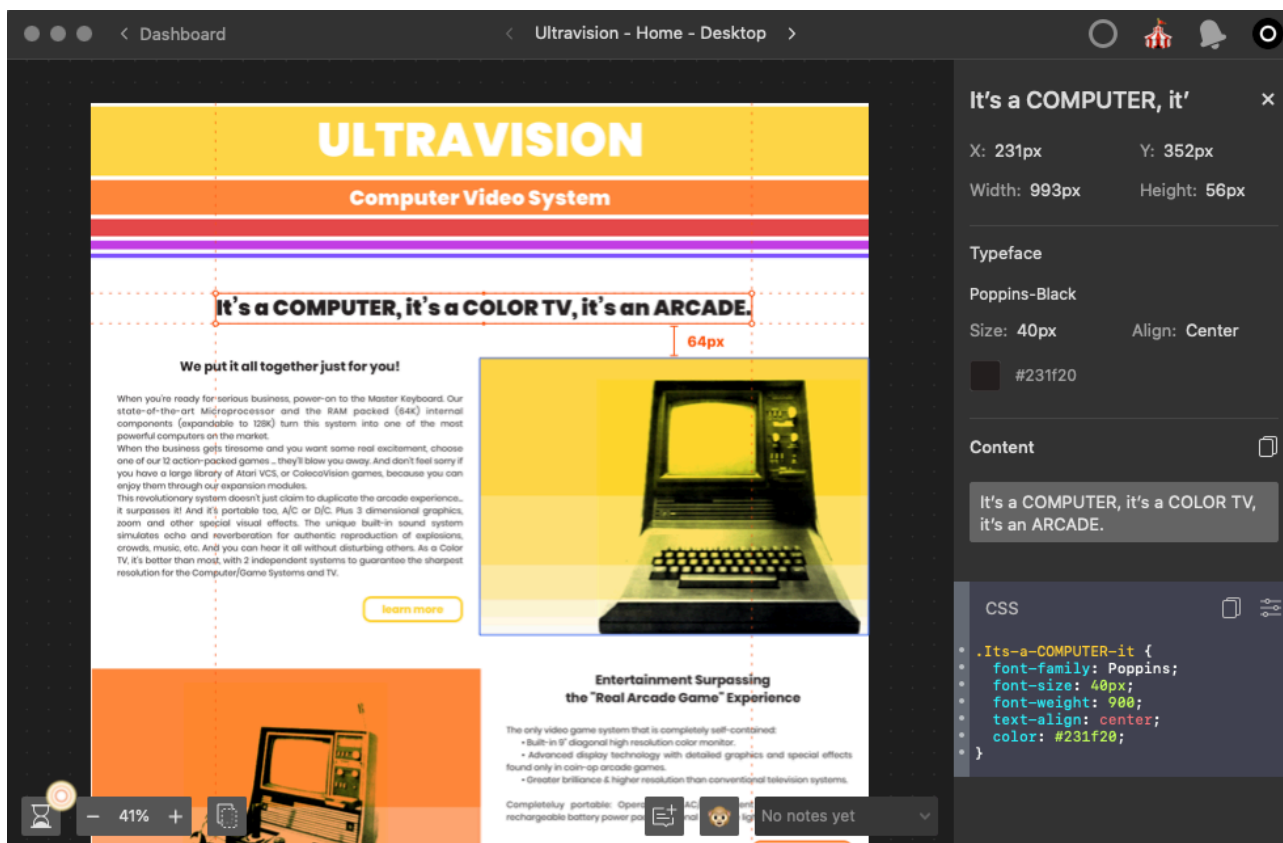 Dashboard
Ultravision - Home - Desktop
ULTRAVISION
Computer Video System
It's a COMPUTER, it's a COLOR TV, it's an ARCADE.
64px
We put it all together just for you!
When you're ready for serious business, power-on to the Master Keyboard. Our
state-of-the-art Microprocessor and the RAM packed (64K) internal
components (expandable to 128K) turn this system into one of the most
powerful computers on the market.
When the business gets tiresome and you want some real excitement, choose
one of our 12 action-packed games ... they'll blow you away. And don't feel sorry if
you have a large library of Atari VCS, or ColecoVision games, because you can
enjoy them through our expansion modules.
This revolutionary system doesn't just claim to duplicate the arcade experience...
it surpasses it! And it's portable too, A/C or D/C. Plus 3 dimensional graphics,
zoom and other special visual effects. The unique built-in sound system
simulates echo and reverberation for authentic reproduction of explosions,
crowds, music, etc. And you can hear it all without disturbing others. As a Color
TV, it's better than most, with 2 independent systems to guarantee the sharpest
resolution for the Computer/Game Systems and TV.
learn more
Entertainment Surpassing
the "Real Arcade Game" Experience
The only video game system that is completely self-contained:
• Built-in 9" diagonal high resolution color monitor.
• Advanced display technology with detailed graphics and special effects
found only in coin-op arcade games.
• Greater brilliance & higher resolution than conventional television systems.
Completeluy portable:
rechargeable battery power
41%
No notes yet
It's a COMPUTER, it'
X: 231px Y: 352px
Width: 993px Height: 56px
Typeface
Poppins-Black
Size: 40px Align: Center
#231f20
Content
It's a COMPUTER, it's a COLOR TV,
it's an ARCADE.
CSS
.Its-a-COMPUTER-it {
font-family: Poppins;
font-size: 40px;
font-weight: 900;
text-align: center;
color: #231f20;
}